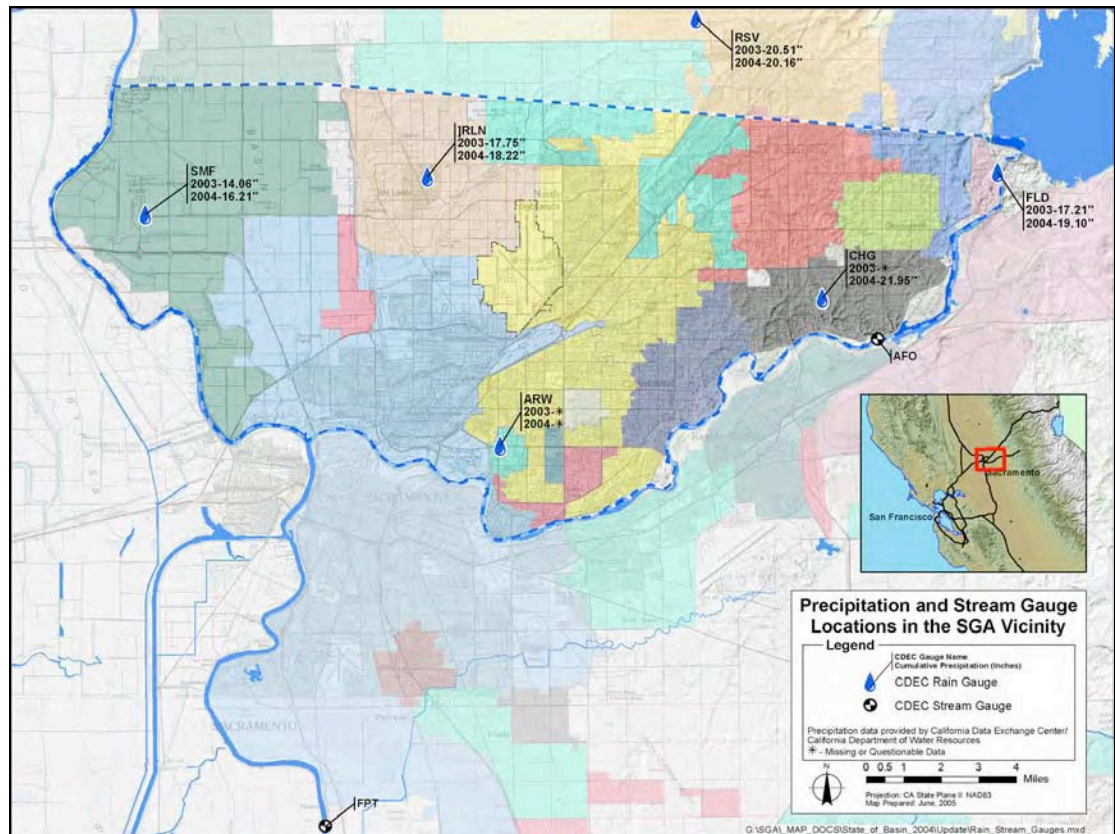 RSV
2003-20.51"
2004-20.16"
]RLN
2003-17.75"
2004-18.22"
SMF
2003-14.06"
2004-16.21"
FLD
2003-17.21"
2004-19.10"
CHG
2003-*
2004-21.95"
AFO
ARW
2003-*
2004-*
North
Highlands
SACRAMENTO
Sacramento
San Francisco
SACRAMENTO
FPT
Precipitation and Stream Gauge
Locations in the SGA Vicinity
Legend
CDEC Gauge Name
Cumulative Precipitation (Inches)
CDEC Rain Gauge
CDEC Stream Gauge
Precipitation data provided by California Data Exchange Center/
California Department of Water Resources
* - Missing or Questionable Data
N
0 0.5 1 2 3 4
Miles
Projection: CA State Plane II NAD83
Map Prepared: June, 2005
G:\SGA\_MAP_DOCS\State_of_Basin_2004\Update\Rain_Stream_Gauges.mxd